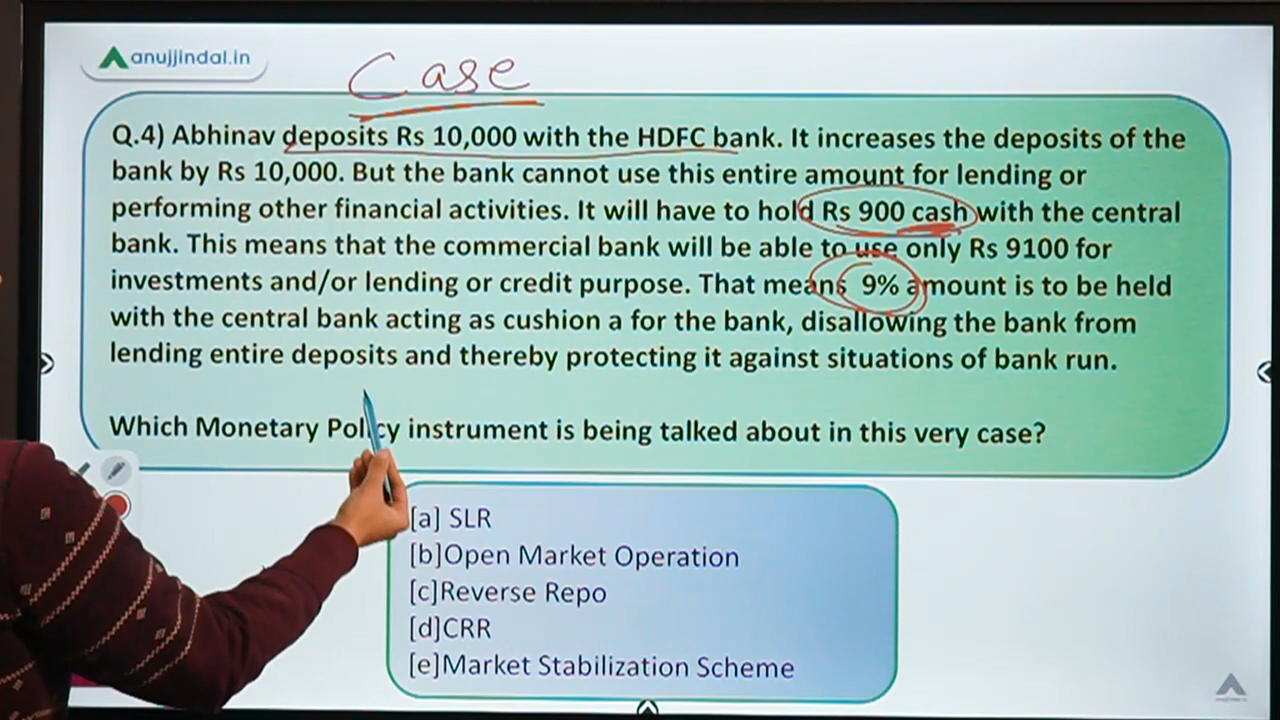 anujjindal.in
Case
Q.4) Abhinav deposits Rs 10,000 with the HDFC bank. It increases the deposits of the
bank by Rs 10,000. But the bank cannot use this entire amount for lending or
performing other financial activities. It will have to hold Rs 900 cash with the central
bank. This means that the commercial bank will be able to use only Rs 9100 for
investments and/or lending or credit purpose. That means 9% amount is to be held
with the central bank acting as cushion a for the bank, disallowing the bank from
lending entire deposits and thereby protecting it against situations of bank run.
Which Monetary Policy instrument is being talked about in this very case?
[a] SLR
[b]Open Market Operation
[c]Reverse Repo
[d]CRR
[e]Market Stabilization Scheme